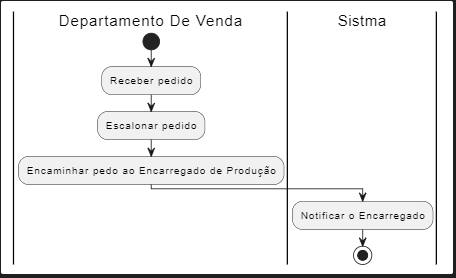 Departamento De Venda
Sistma
Receber pedido
Escalonar pedido
Encaminhar pedo ao Encarregado de Produção
Notificar o Encarregado